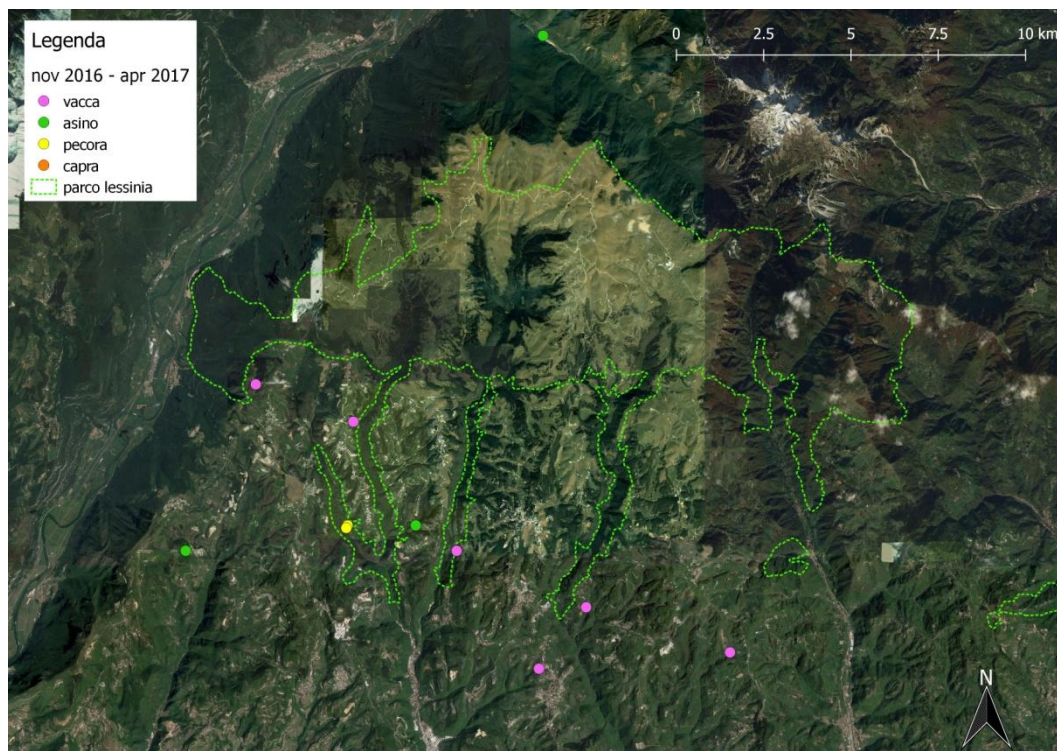 Legenda
nov 2016 - apr 2017
vacca
asino
pecora
capra
parco lessinia
0 2.5 5 7.5 10 km
N